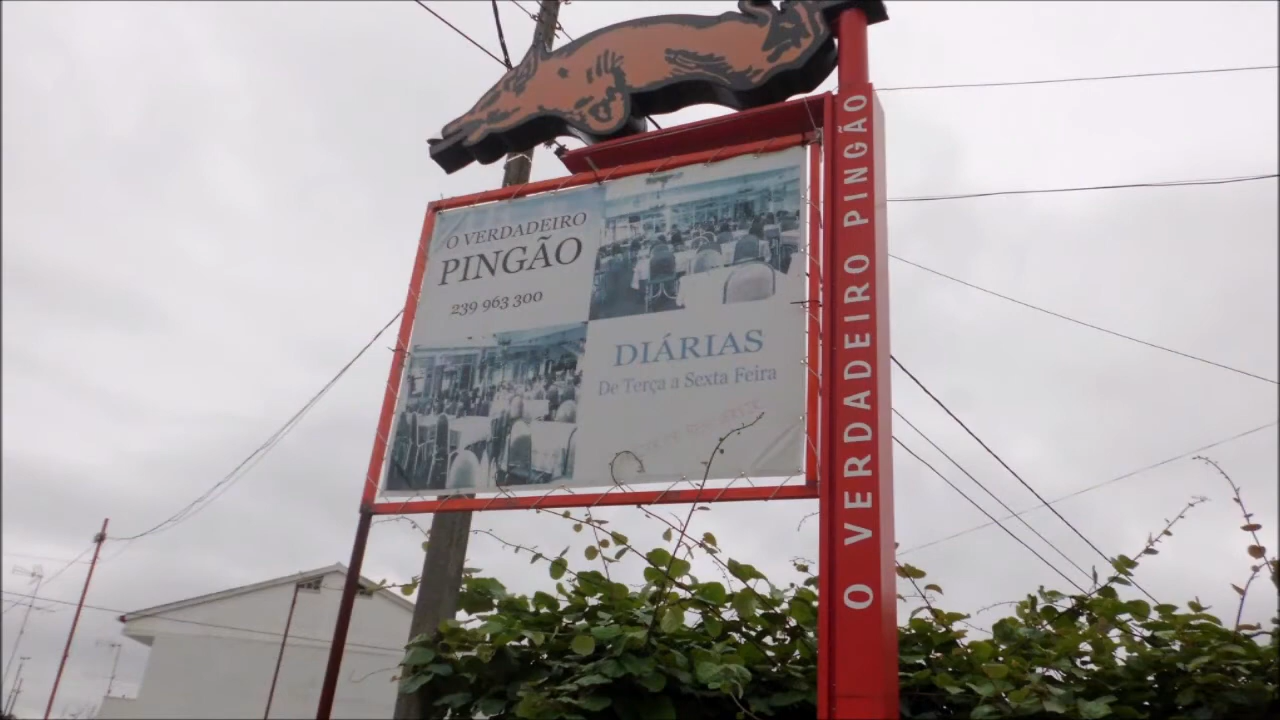 O VERDADEIRO
PINGÃO
239 963 300
DIÁRIAS
De Terça a Sexta Feira
O VERDADEIRO PINGÃO